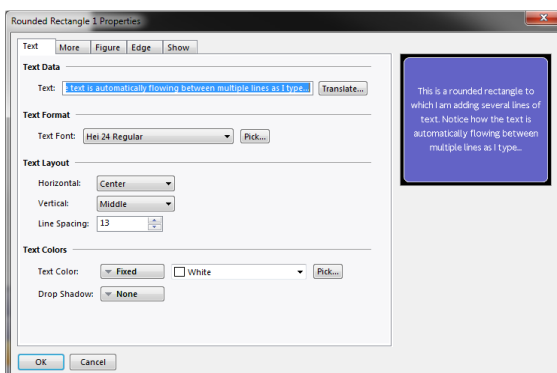 Rounded Rectangle 1 Properties
Text More Figure Edge Show
Text Data
Text: text is automatically flowing between multiple lines as I type... Translate...
Text Format
Text Font: Hei 24 Regular Pick...
Text Layout
Horizontal: Center
Vertical: Middle
Line Spacing: 13
Text Colors
Text Color: Fixed White Pick...
Drop Shadow: None
OK Cancel
This is a rounded rectangle to
which I am adding several lines of
text. Notice how the text is
automatically flowing between
multiple lines as I type...